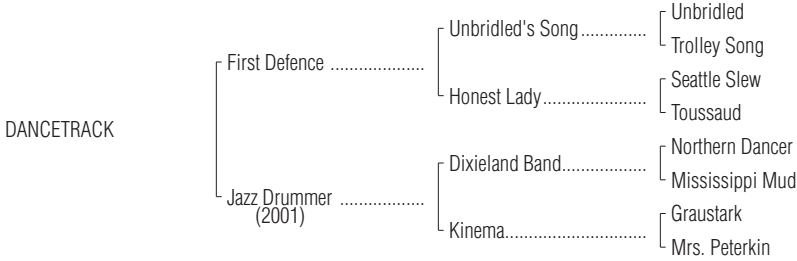 Unbridled
Unbridled's Song..............
Trolley Song
First Defence ....................
Seattle Slew
Honest Lady......................
Toussaud
DANCETRACK
Northern Dancer
Dixieland Band..................
Mississippi Mud
Jazz Drummer ..................
(2001)
Graustark
Kinema..............................
Mrs. Peterkin